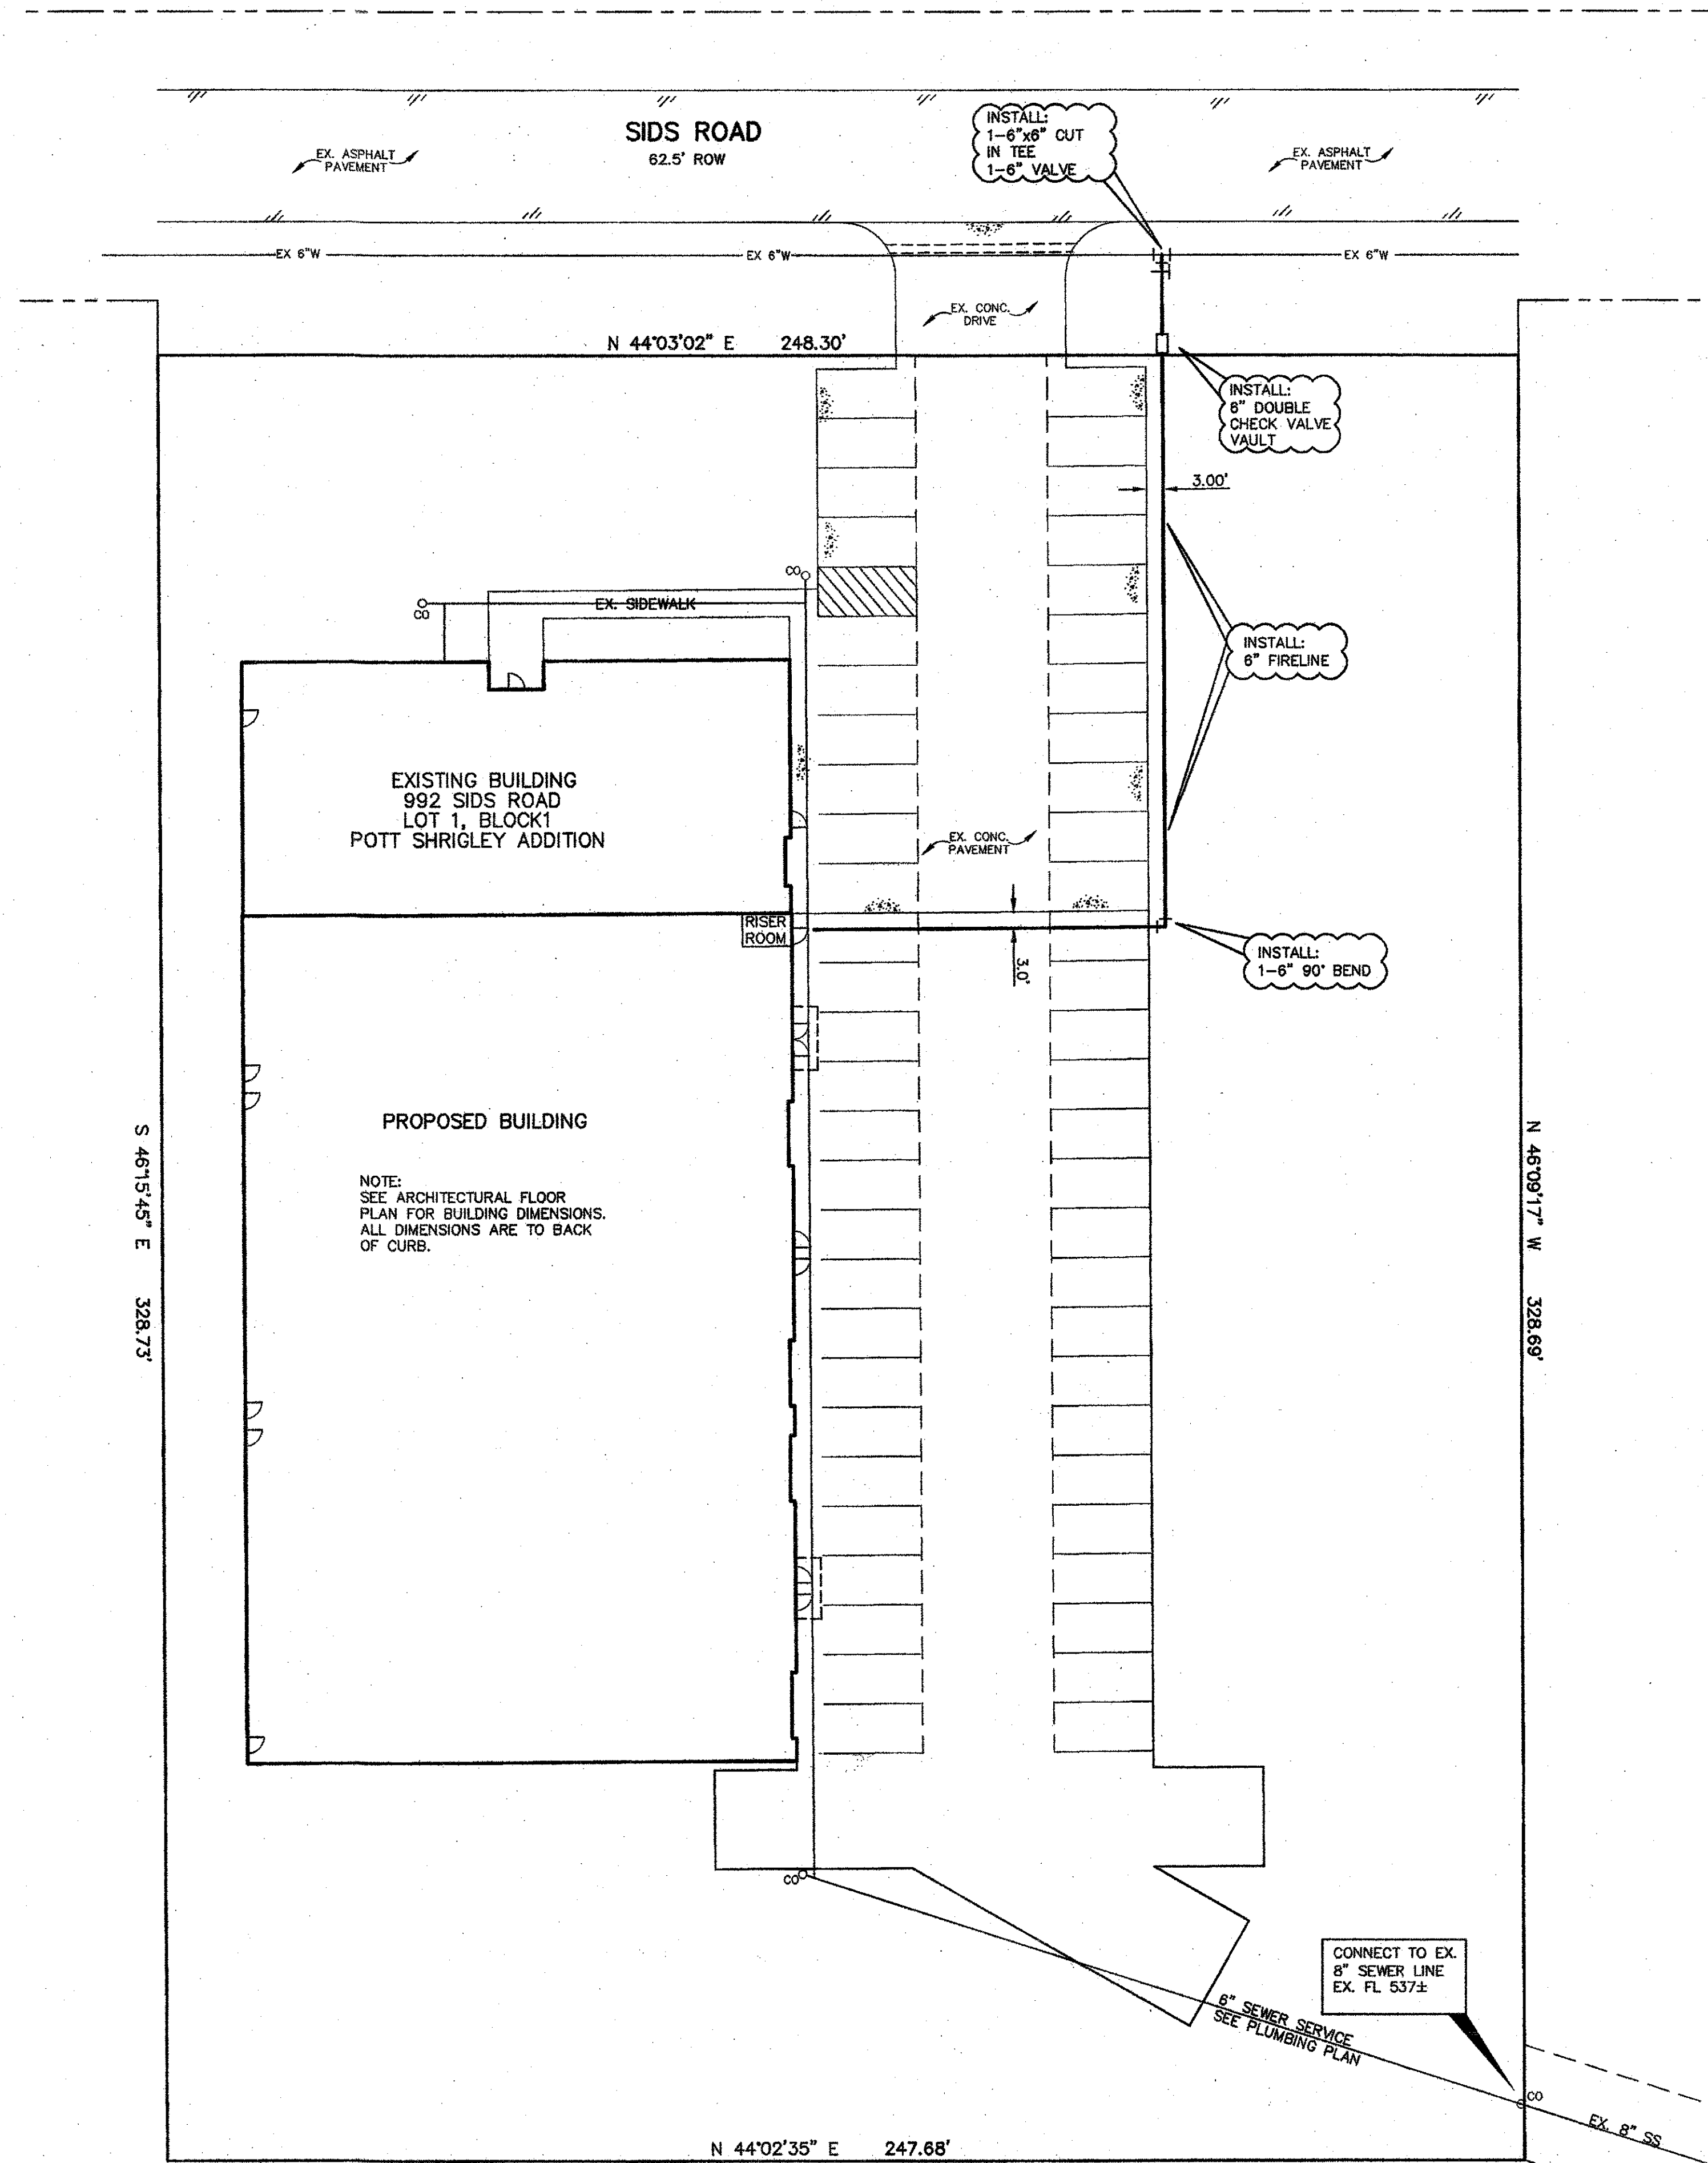 SIDS ROAD
62.5' ROW
EX. ASPHALT
PAVEMENT
INSTALL:
1-6"x6" CUT
IN TEE
1-6" VALVE
EX. ASPHALT
PAVEMENT
EX 6"W
EX 6"W
EX 6"W
EX. CONC.
DRIVE
N 44°03'02" E 248.30'
INSTALL:
6" DOUBLE
CHECK VALVE
VAULT
3.00'
CO
CO
EX. SIDEWALK
INSTALL:
6" FIRELINE
EXISTING BUILDING
992 SIDS ROAD
LOT 1, BLOCK1
POTT SHRIGLEY ADDITION
EX. CONC.
PAVEMENT
RISER
ROOM
3.0'
INSTALL:
1-6" 90° BEND
PROPOSED BUILDING
NOTE:
SEE ARCHITECTURAL FLOOR
PLAN FOR BUILDING DIMENSIONS.
ALL DIMENSIONS ARE TO BACK
OF CURB.
S 46°15'45" E 328.73'
N 46°09'17" W 328.69'
CO
CONNECT TO EX.
8" SEWER LINE
EX. FL 537±
6" SEWER SERVICE
SEE PLUMBING PLAN
CO
EX. 8" SS
N 44°02'35" E 247.68'